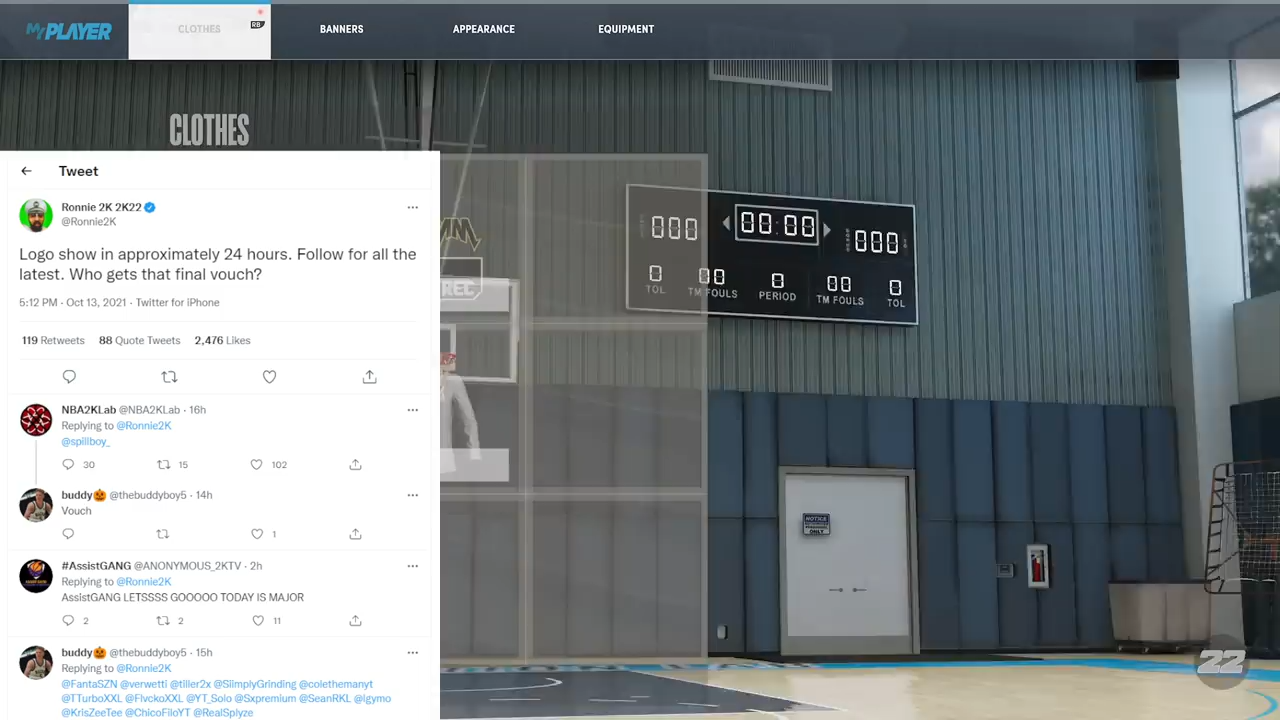 MyPLAYER
CLOTHES
RB
BANNERS
APPEARANCE
EQUIPMENT
CLOTHES
Tweet
Ronnie 2K 2K22
@Ronnie2K
Logo show in approximately 24 hours. Follow for all the
latest. Who gets that final vouch?
5:12 PM · Oct 13, 2021 · Twitter for iPhone
119 Retweets 88 Quote Tweets 2,476 Likes
NBA2KLab @NBA2KLab · 16h
Replying to @Ronnie2K
@spillboy_
30 15 102
buddy🎃 @thebuddyboy5 · 14h
Vouch
1
#AssistGANG @ANONYMOUS_2KTV · 2h
Replying to @Ronnie2K
AssistGANG LETSSSS GOOOOO TODAY IS MAJOR
2 2 11
buddy🎃 @thebuddyboy5 · 15h
Replying to @Ronnie2K
@FantaSZN @verwetti @tiller2x @SiimplyGrinding @colethemanyt
@TTurboXXL @FlvckoXXL @YT_Solo @Sxpremium @SeanRKL @lgymo
@KrisZeeTee @ChicoFiloYT @RealSplyze
REC
000 00:00 000
0 00 0 00 0
TOL TM FOULS PERIOD TM FOULS TOL
NOTICE
ONLY
22